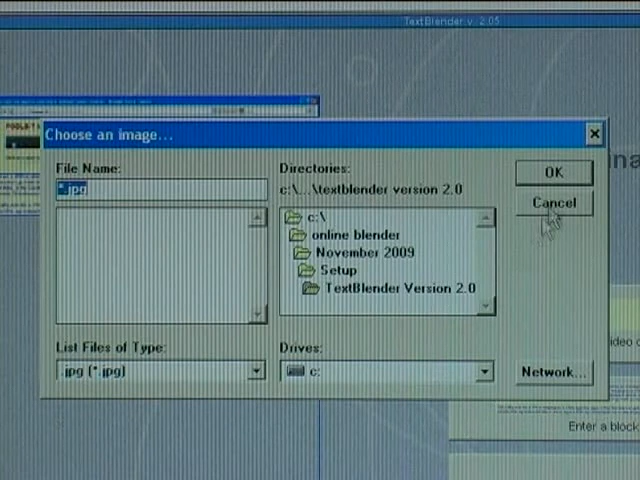 TextBlender v. 2.05
Choose an image...
File Name:
*.jpg
Directories:
c:\...\textblender version 2.0
OK
Cancel
c:\
online blender
November 2009
Setup
TextBlender Version 2.0
List Files of Type:
.jpg (*.jpg)
Drives:
c:
Network...
Enter a block